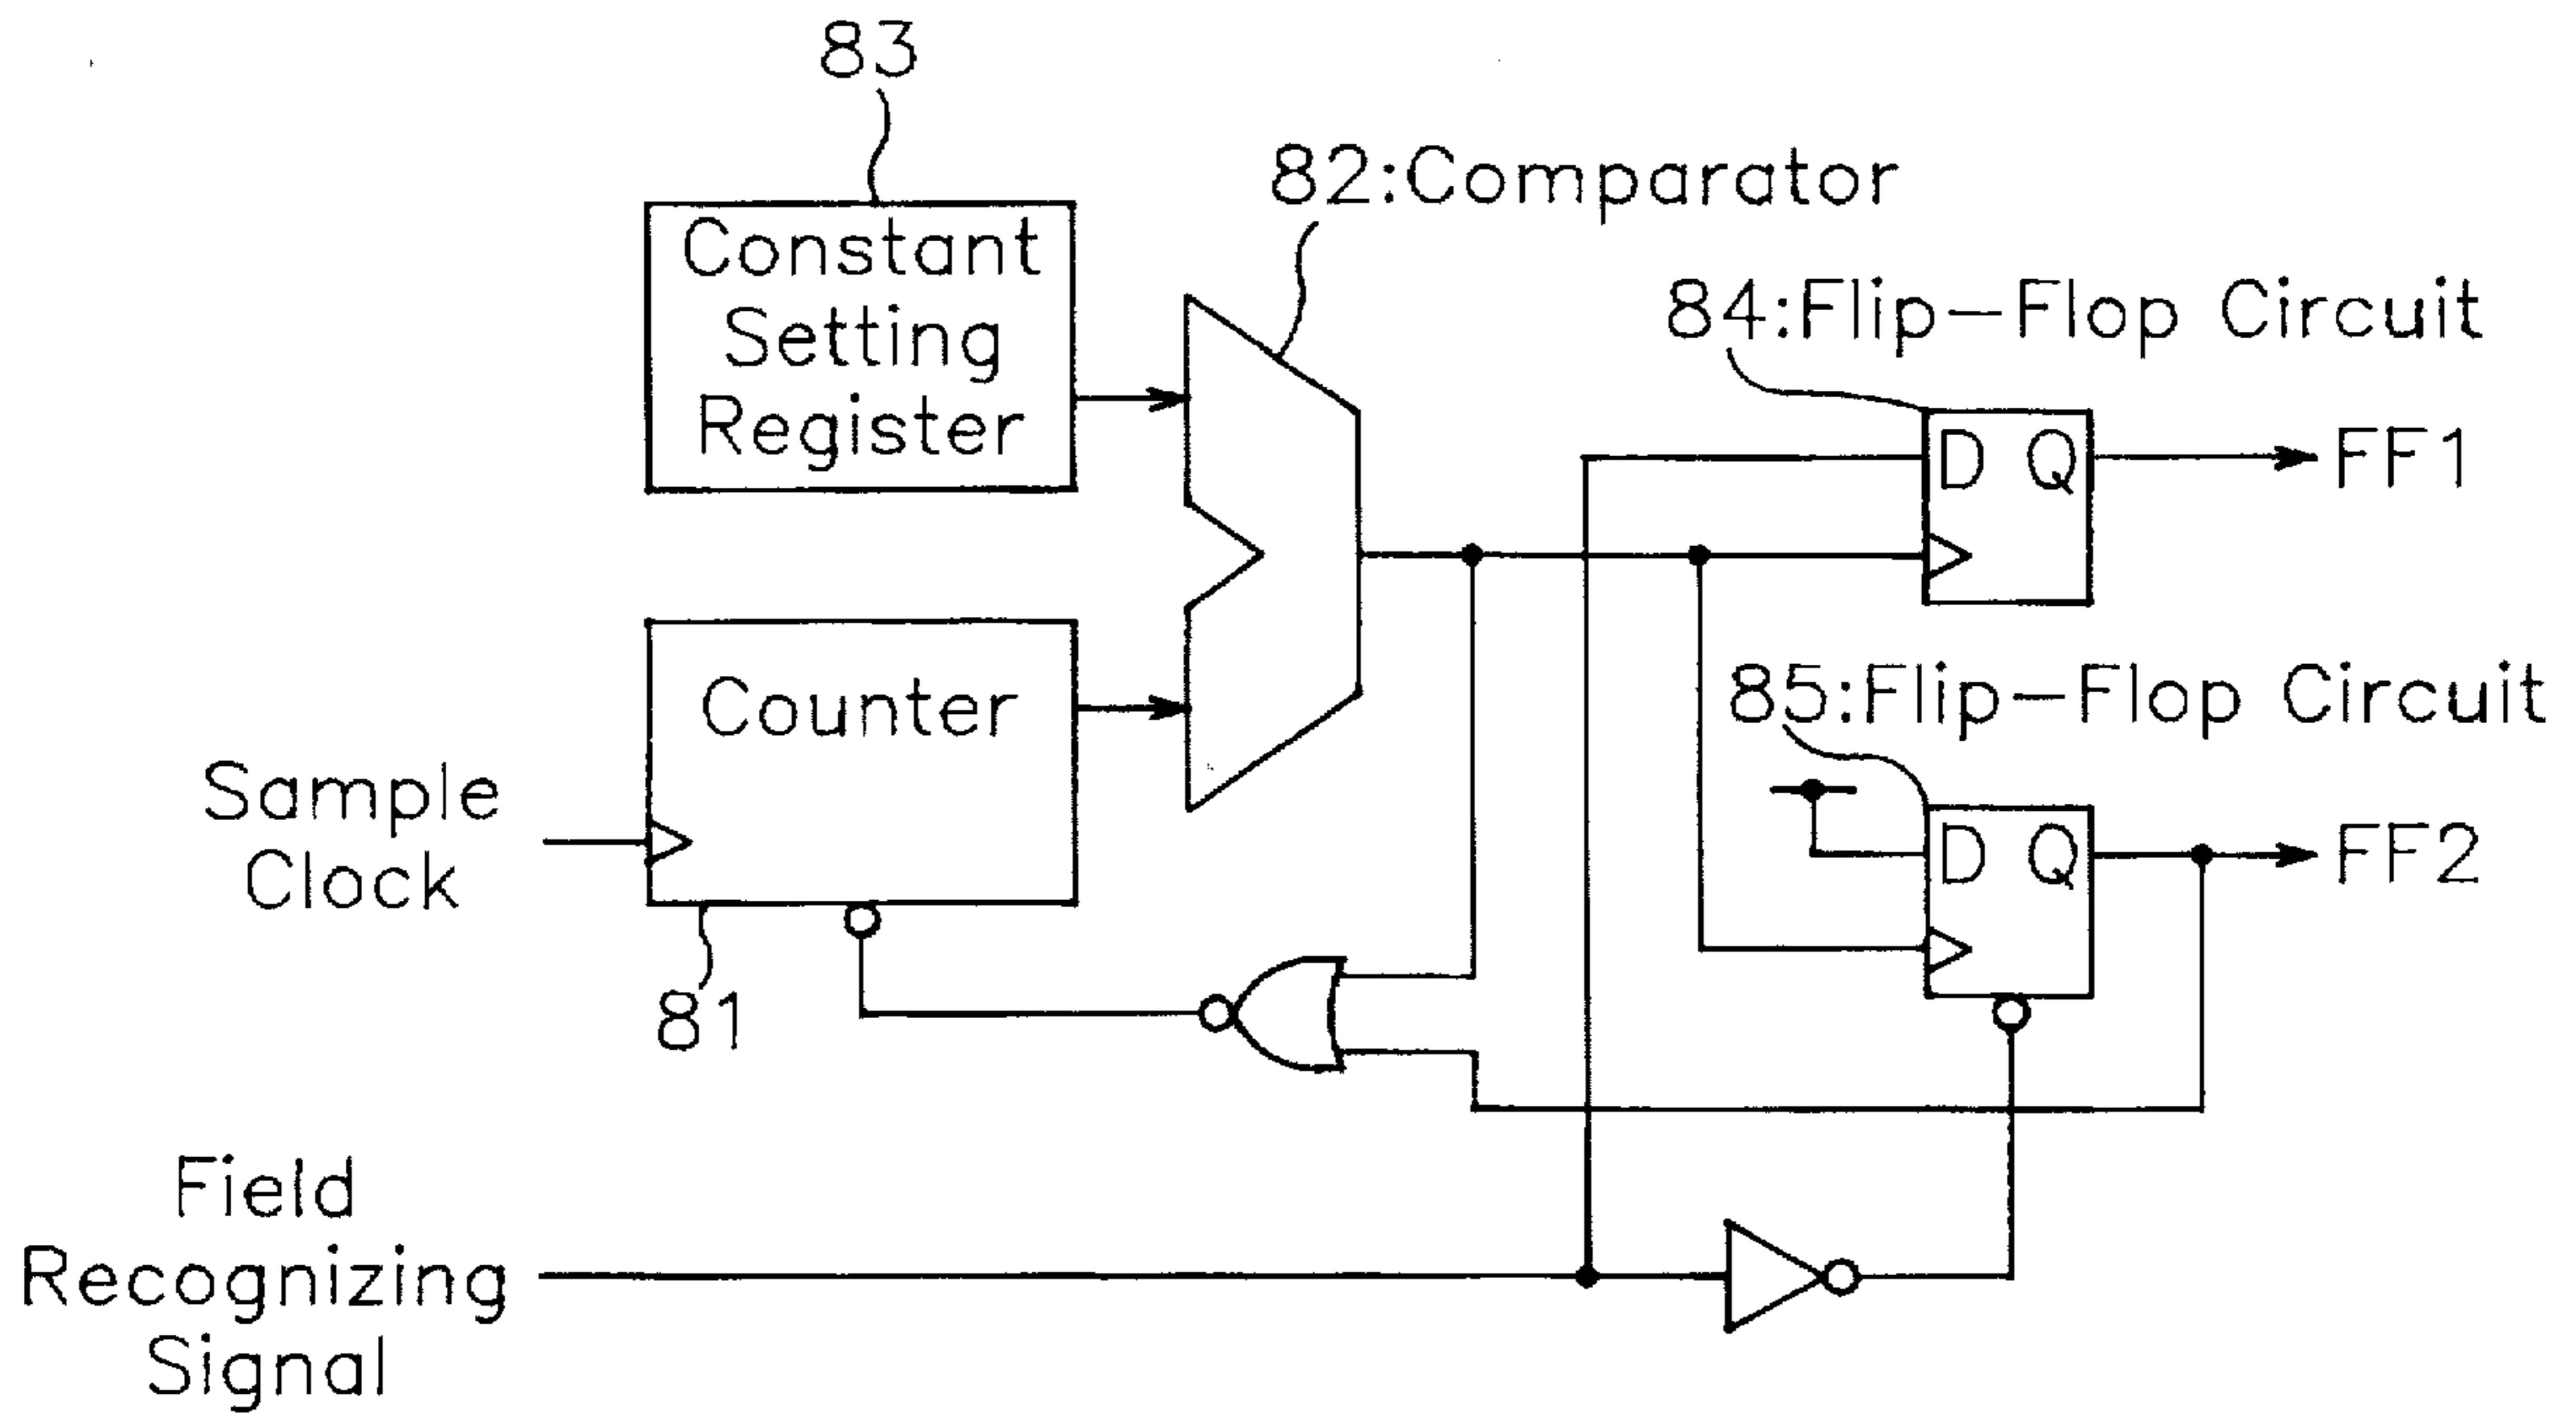 83
82:Comparator
Constant
Setting
Register
84:Flip-Flop Circuit
D Q
FF1
Counter
85:Flip-Flop Circuit
Sample
Clock
D Q
FF2
81
Field
Recognizing
Signal